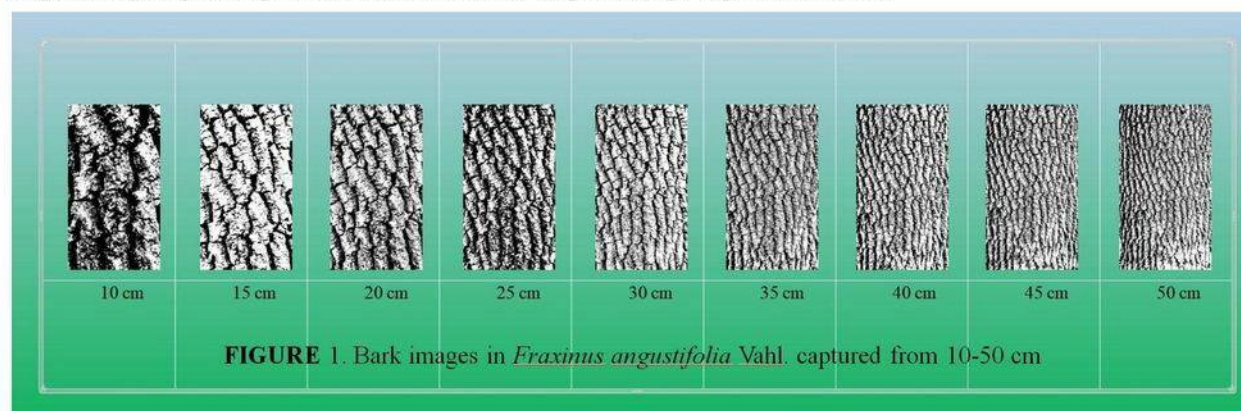 10 cm 15 cm 20 cm 25 cm 30 cm 35 cm 40 cm 45 cm 50 cm
FIGURE 1. Bark images in Fraxinus angustifolia Vahl. captured from 10-50 cm